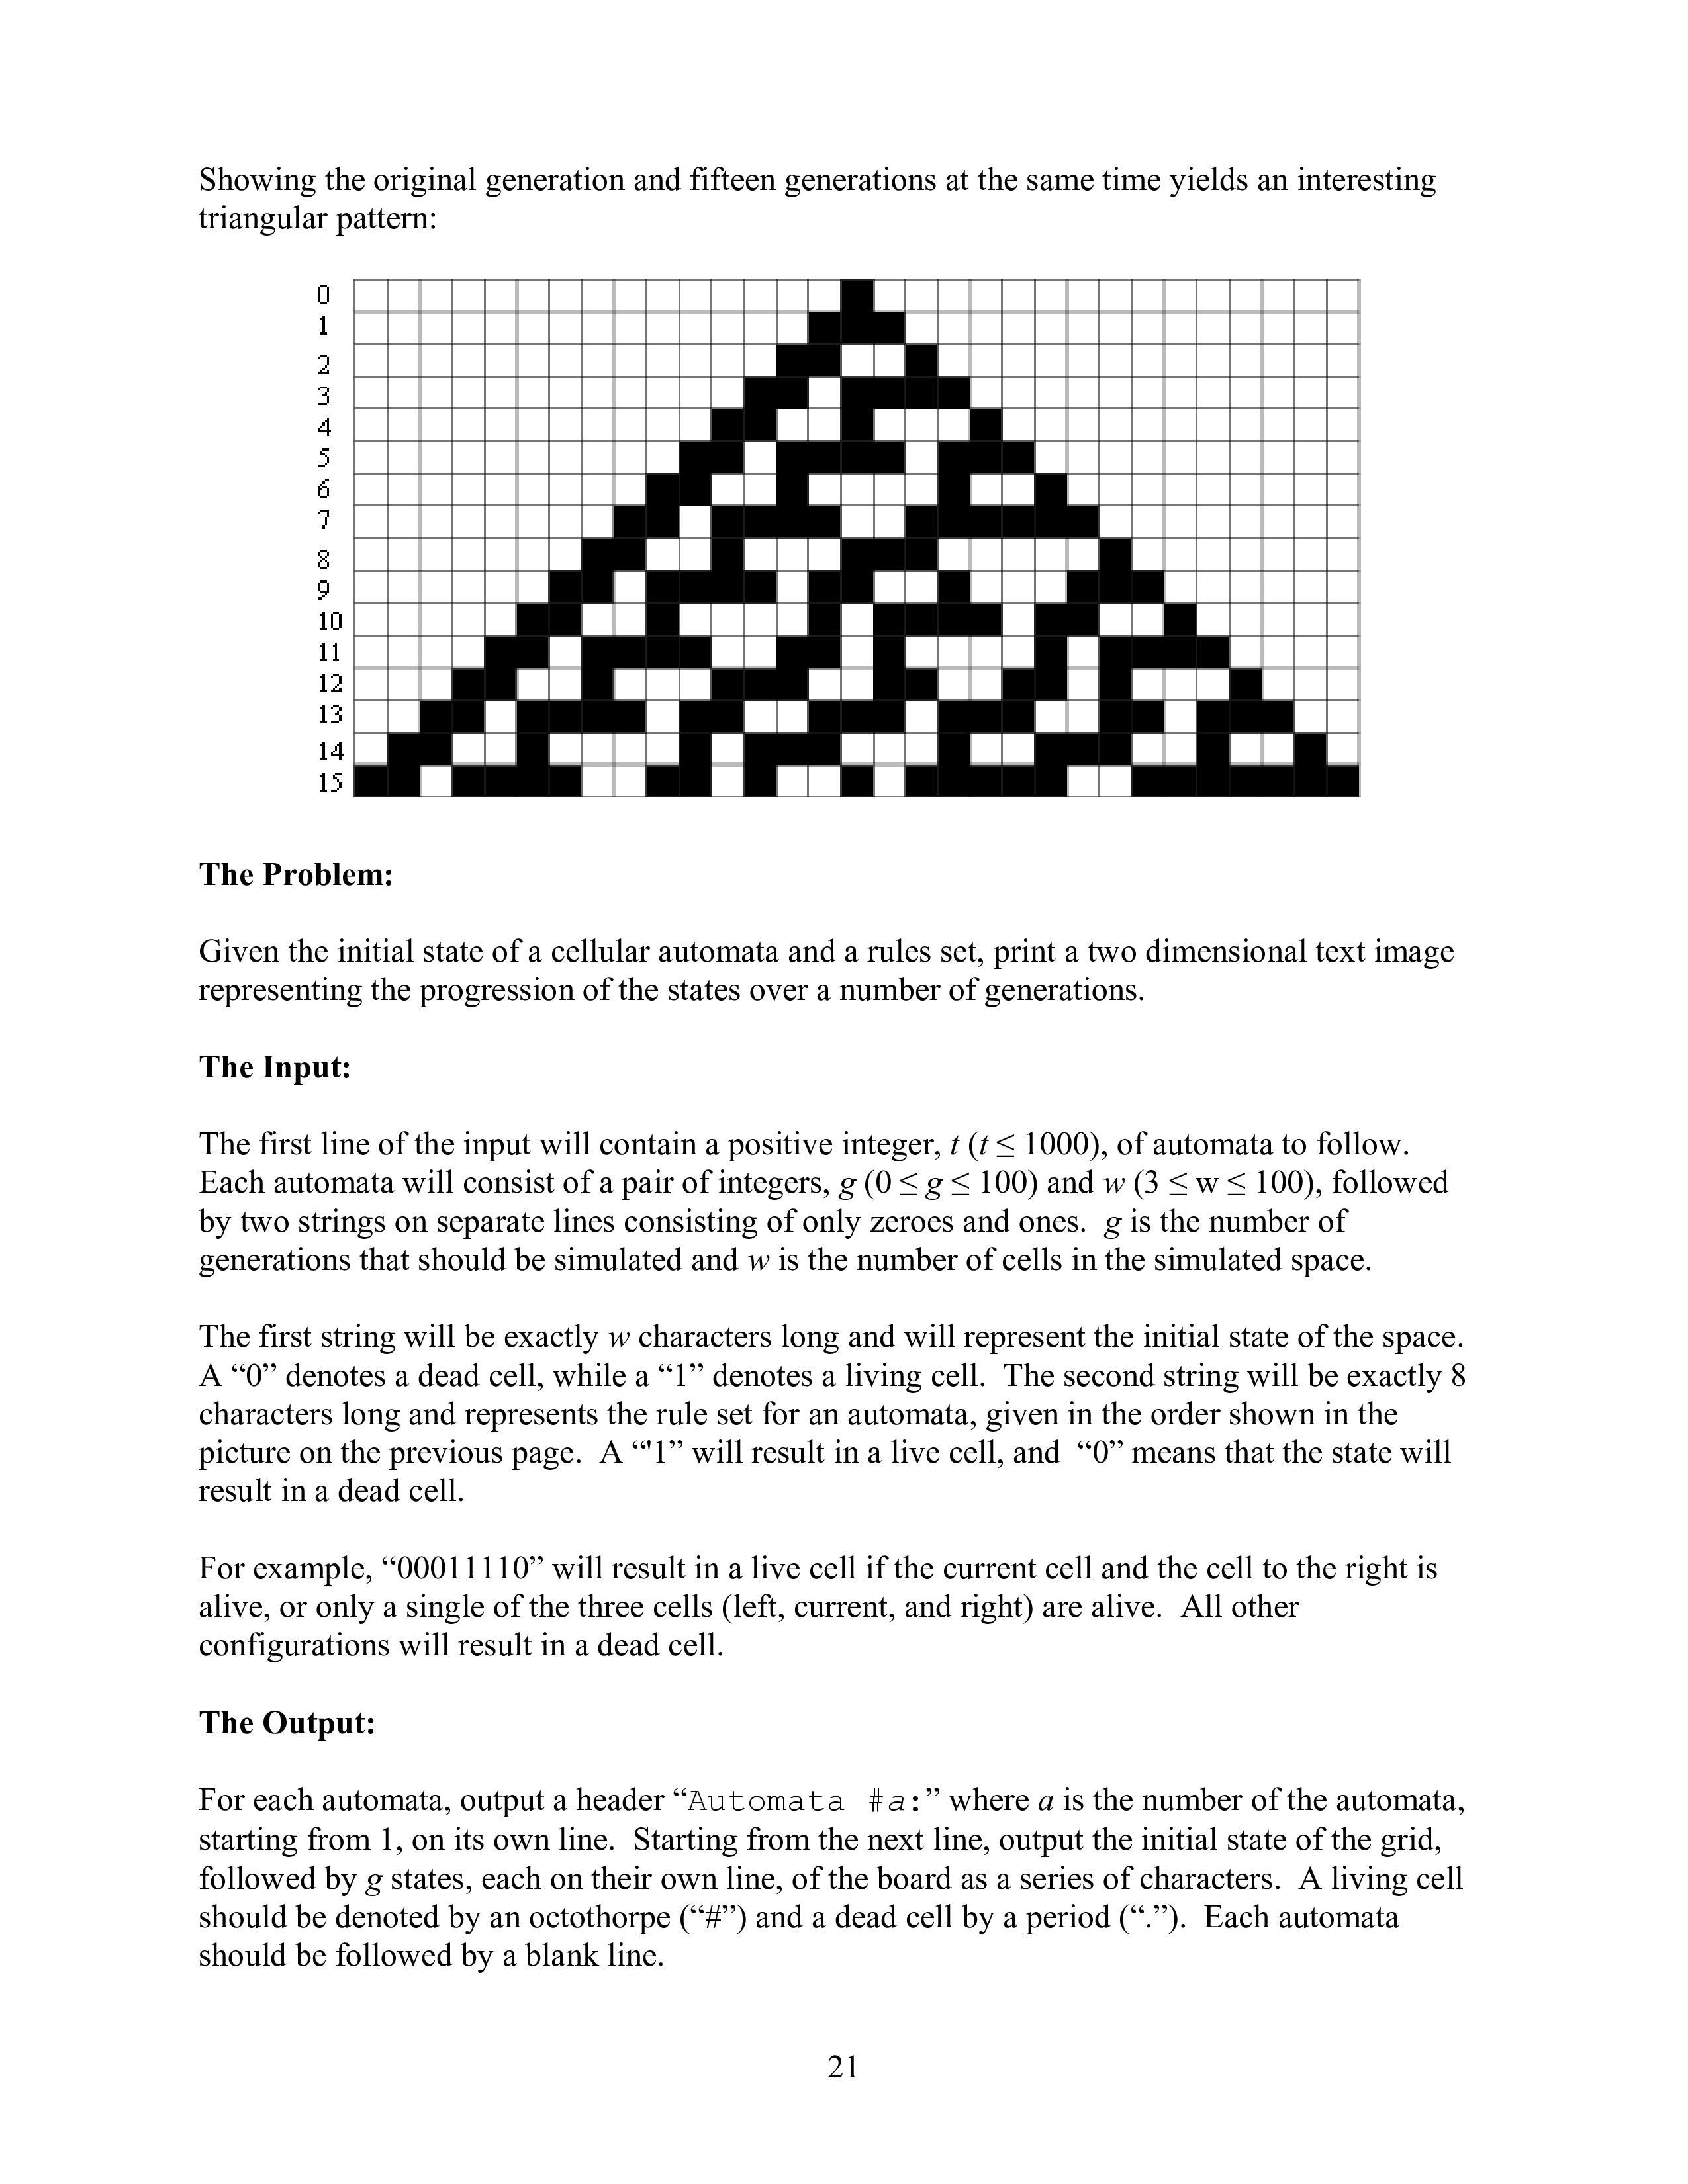 Showing the original generation and fifteen generations at the same time yields an interesting
triangular pattern:
0
1
2
3
4
5
6
7
8
9
10
11
12
13
14
15
The Problem:
Given the initial state of a cellular automata and a rules set, print a two dimensional text image
representing the progression of the states over a number of generations.
The Input:
The first line of the input will contain a positive integer, t (t ≤ 1000), of automata to follow.
Each automata will consist of a pair of integers, g (0 ≤ g ≤ 100) and w (3 ≤ w ≤ 100), followed
by two strings on separate lines consisting of only zeroes and ones.  g is the number of
generations that should be simulated and w is the number of cells in the simulated space.
The first string will be exactly w characters long and will represent the initial state of the space.
A “0” denotes a dead cell, while a “1” denotes a living cell.  The second string will be exactly 8
characters long and represents the rule set for an automata, given in the order shown in the
picture on the previous page.  A “'1” will result in a live cell, and  “0” means that the state will
result in a dead cell.
For example, “00011110” will result in a live cell if the current cell and the cell to the right is
alive, or only a single of the three cells (left, current, and right) are alive.  All other
configurations will result in a dead cell.
The Output:
For each automata, output a header “Automata #a:” where a is the number of the automata,
starting from 1, on its own line.  Starting from the next line, output the initial state of the grid,
followed by g states, each on their own line, of the board as a series of characters.  A living cell
should be denoted by an octothorpe (“#”) and a dead cell by a period (“.”).  Each automata
should be followed by a blank line.
21